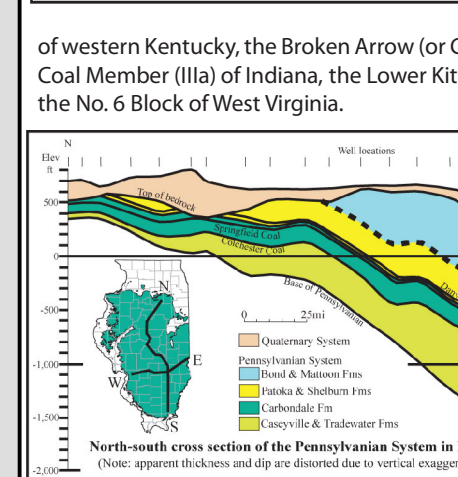 of western Kentucky, the Broken Arrow (or
Coal Member (IIIa) of Indiana, the Lower Kit
the No. 6 Block of West Virginia.
N
Elev
ft
Well locations
500
0
-500
-1,000
-1,500
-2,000
Top of bedrock
Springfield Coal
Colchester Coal
Base of Pennsylvanian
Dan
0 25mi
Quaternary System
Pennsylvanian System
Bond & Mattoon Fms
Patoka & Shelburn Fms
Carbondale Fm
Caseyville & Tradewater Fms
N
E
W
S
North-south cross section of the Pennsylvanian System in
(Note: apparent thickness and dip are distorted due to vertical exagger